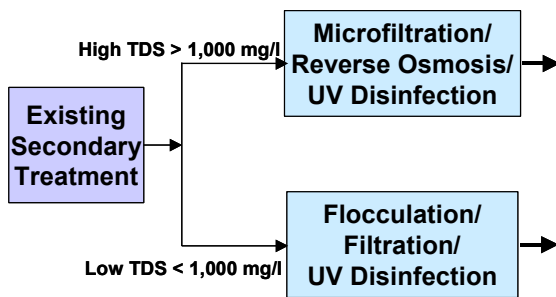 High TDS > 1,000 mg/l
Microfiltration/
Reverse Osmosis/
UV Disinfection
Existing
Secondary
Treatment
Flocculation/
Filtration/
UV Disinfection
Low TDS < 1,000 mg/l